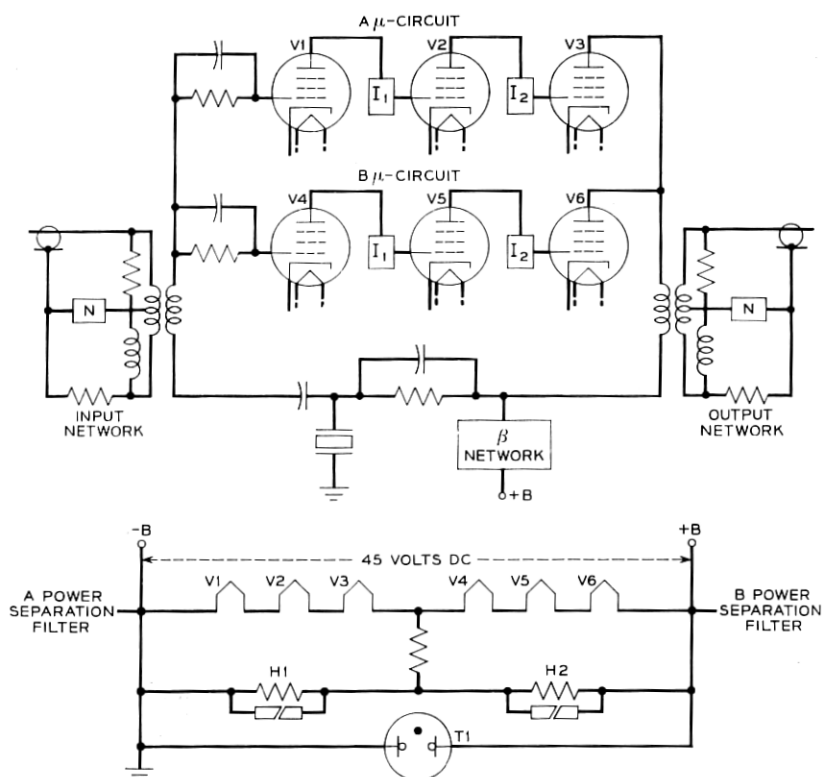 A μ-CIRCUIT
V1
V2
V3
I1
I2
B μ-CIRCUIT
V4
V5
V6
I1
I2
N
N
INPUT
NETWORK
OUTPUT
NETWORK
β
NETWORK
+B
-B
+B
45 VOLTS DC
V1
V2
V3
V4
V5
V6
A POWER
SEPARATION
FILTER
B POWER
SEPARATION
FILTER
H1
H2
T1